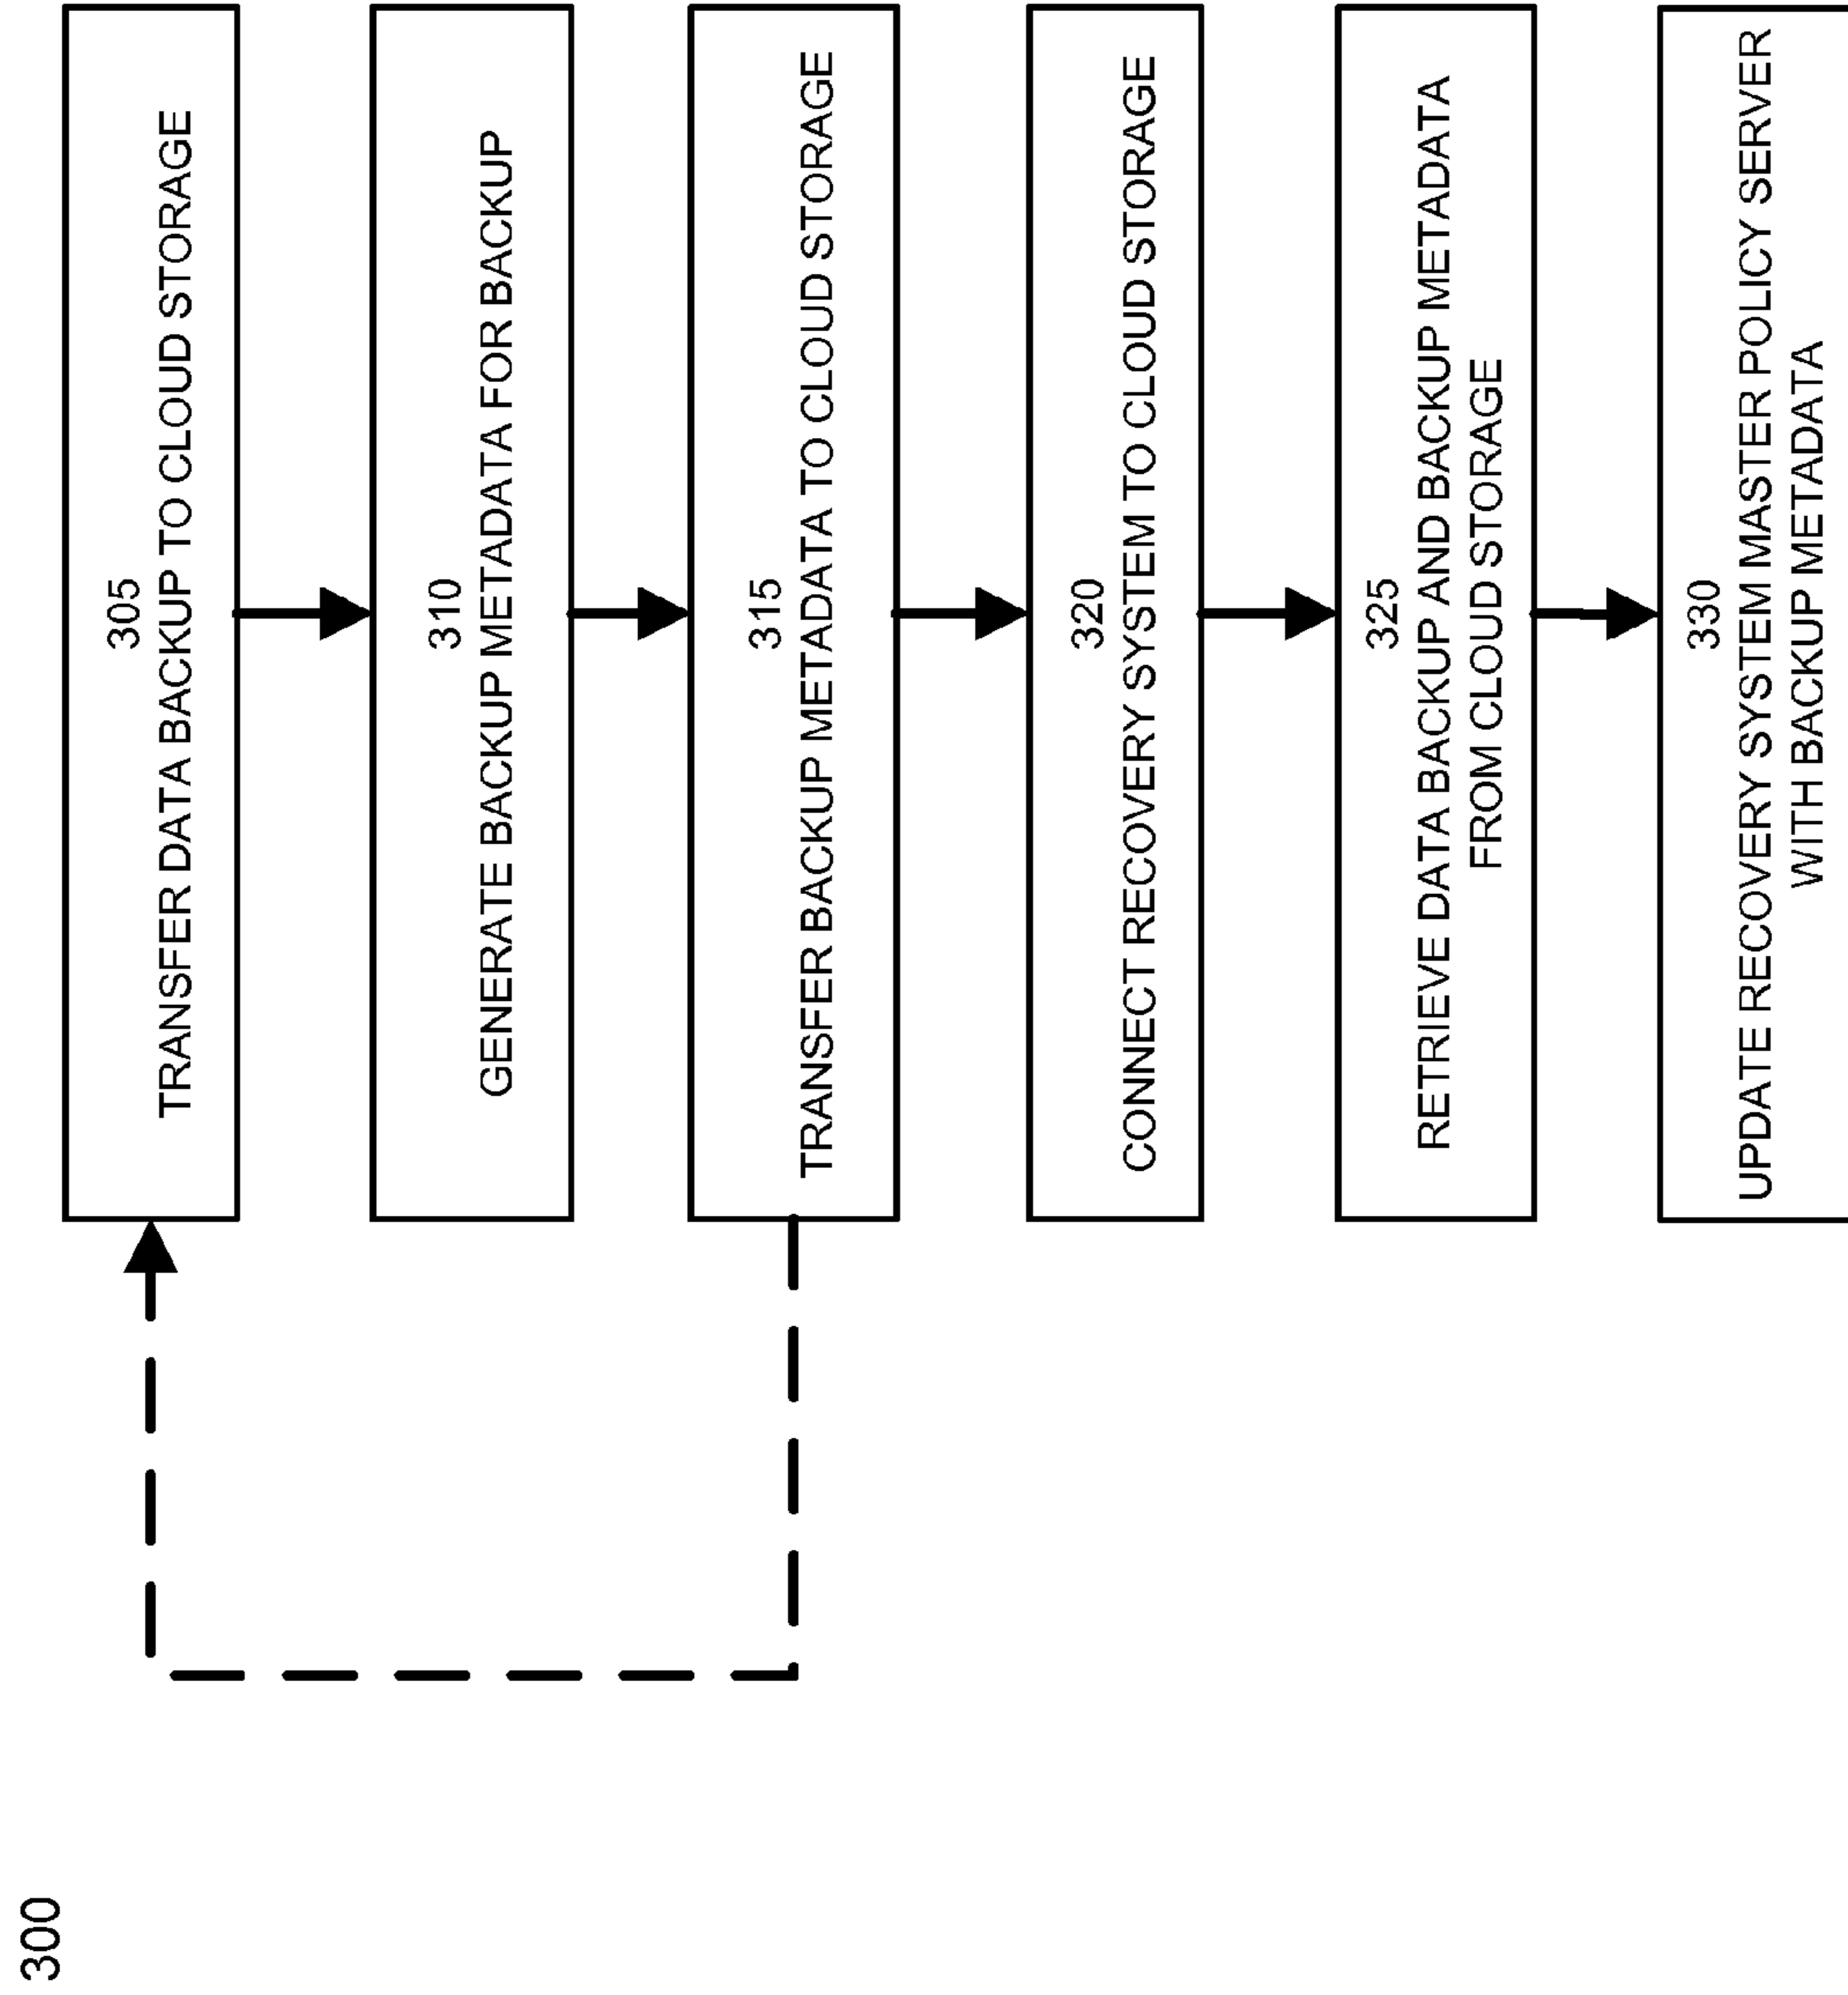 300
305
TRANSFER DATA BACKUP TO CLOUD STORAGE
310
GENERATE BACKUP METADATA FOR BACKUP
315
TRANSFER BACKUP METADATA TO CLOUD STORAGE
320
CONNECT RECOVERY SYSTEM TO CLOUD STORAGE
325
RETRIEVE DATA BACKUP AND BACKUP METADATA
FROM CLOUD STORAGE
330
UPDATE RECOVERY SYSTEM MASTER POLICY SERVER
WITH BACKUP METADATA